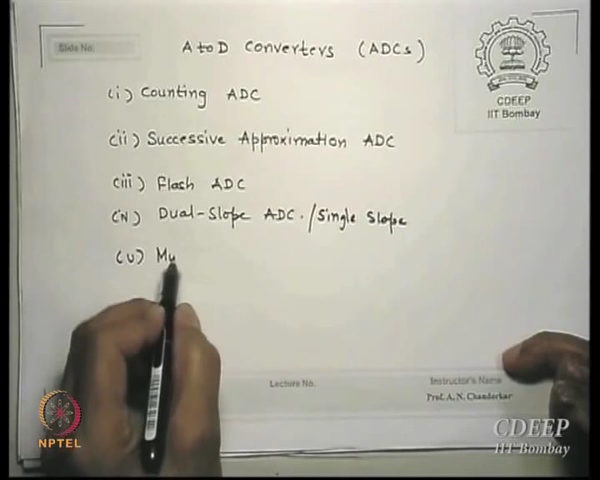 Slide No.
A to D Converters (ADCs)
CDEEP
IIT Bombay
(i) Counting ADC
(ii) Successive Approximation ADC
(iii) Flash ADC
(iv) Dual-Slope ADC. / Single Slope
(v) Mu
Lecture No.
Instructor's Name
Prof. A. N. Chandorkar
NPTEL
CDEEP
IIT Bombay